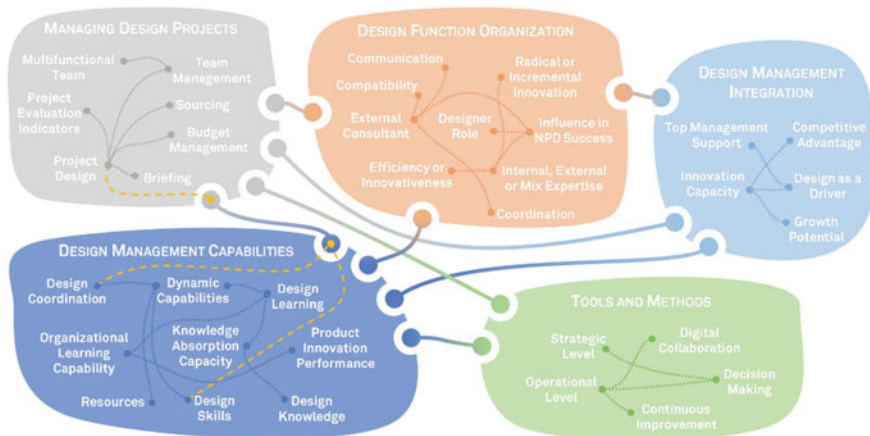 MANAGING DESIGN PROJECTS
Multifunctional
Team
Team
Management
Project
Evaluation
Indicators
Sourcing
Budget
Management
Project
Design
Briefing
DESIGN FUNCTION ORGANIZATION
Communication
Compatibility
Radical or
Incremental
Innovation
External
Consultant
Designer
Role
Influence in
NPD Success
Efficiency or
Innovativeness
Internal, External
or Mix Expertise
Coordination
DESIGN MANAGEMENT
INTEGRATION
Top Management
Support
Competitive
Advantage
Innovation
Capacity
Design as a
Driver
Growth
Potential
DESIGN MANAGEMENT CAPABILITIES
Design
Coordination
Dynamic
Capabilities
Design
Learning
Organizational
Learning
Capability
Knowledge
Absorption
Capacity
Product
Innovation
Performance
Resources
Design
Skills
Design
Knowledge
TOOLS AND METHODS
Strategic
Level
Digital
Collaboration
Operational
Level
Decision
Making
Continuous
Improvement